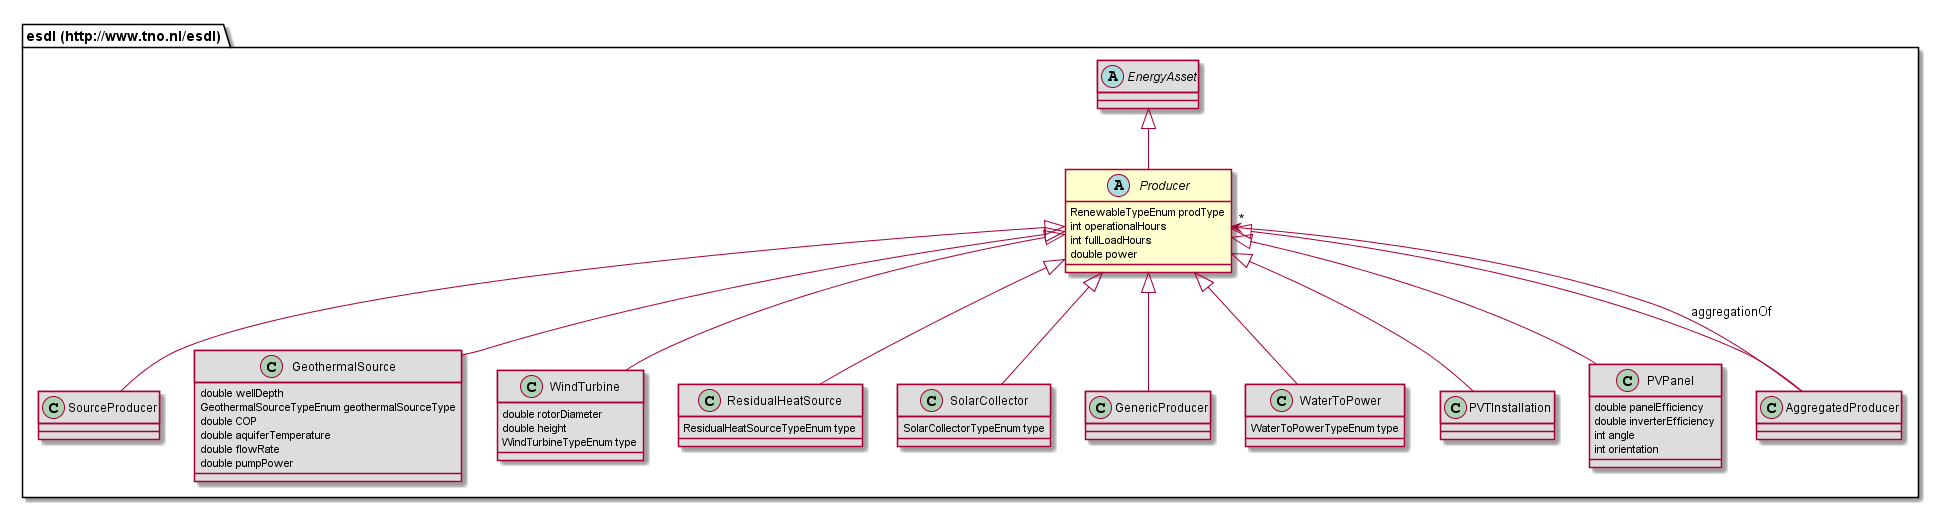 esdl (http://www.tno.nl/esdl)
A EnergyAsset
A Producer
RenewableTypeEnum prodType
int operationalHours
int fullLoadHours
double power
*
aggregationOf
C SourceProducer
C GeothermalSource
double wellDepth
GeothermalSourceTypeEnum geothermalSourceType
double COP
double aquiferTemperature
double flowRate
double pumpPower
C WindTurbine
double rotorDiameter
double height
WindTurbineTypeEnum type
C ResidualHeatSource
ResidualHeatSourceTypeEnum type
C SolarCollector
SolarCollectorTypeEnum type
C GenericProducer
C WaterToPower
WaterToPowerTypeEnum type
C PVTInstallation
C PVPanel
double panelEfficiency
double inverterEfficiency
int angle
int orientation
C AggregatedProducer